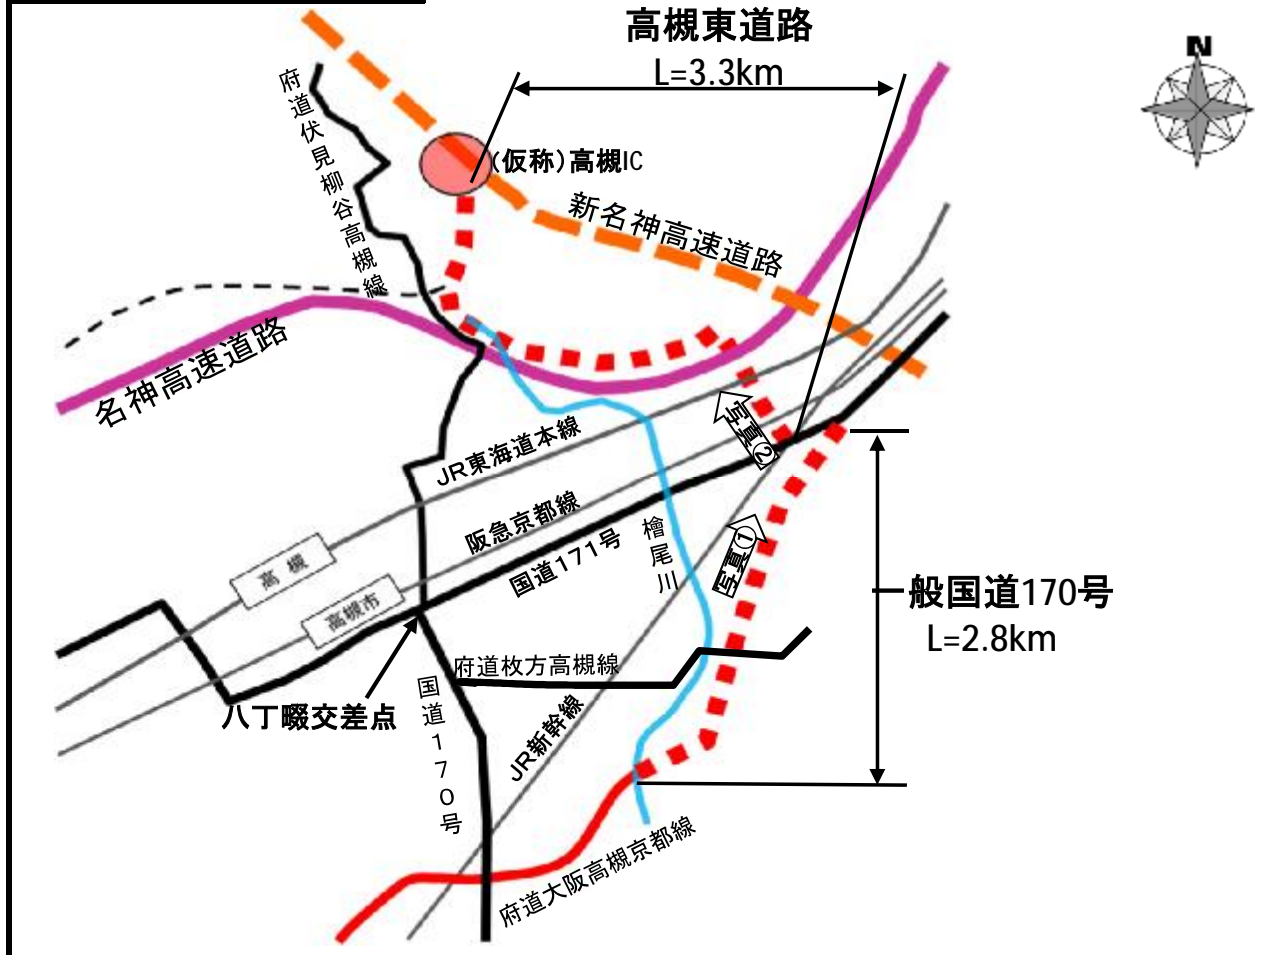 高槻東道路
L=3.3km
N
府道伏見柳谷高槻線
(仮称)高槻IC
新名神高速道路
名神高速道路
写真②
JR東海道本線
阪急京都線
国道171号
檜尾川
写真①
高槻
高槻市
一般国道170号
L=2.8km
府道枚方高槻線
八丁畷交差点
国道170号
JR新幹線
府道大阪高槻京都線